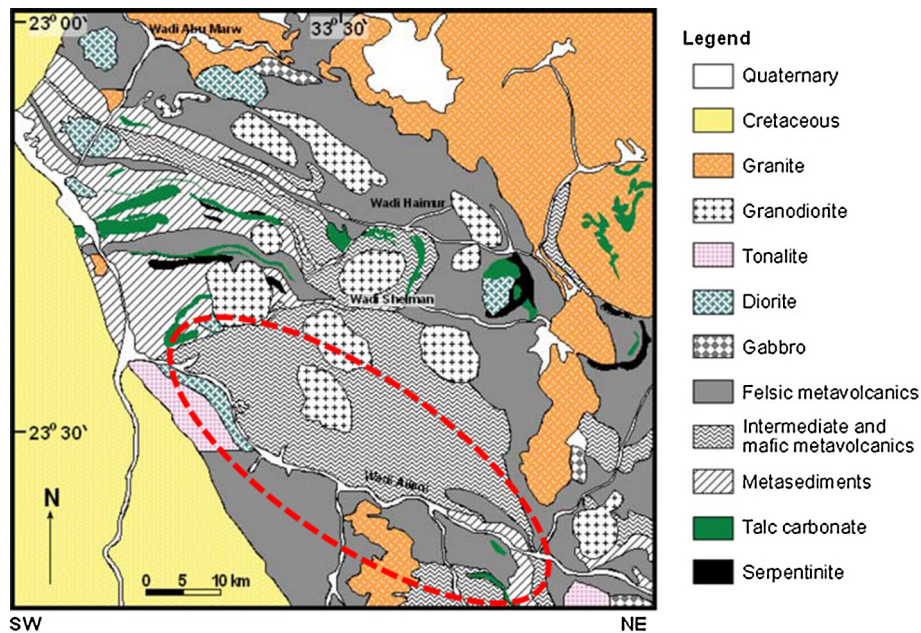 23° 00'
33° 30'
Wadi Abu Marw
Wadi Haimur
Wadi Shelman
23° 30'
Wadi Allaqi
N
0 5 10 km
SW
NE
Legend
Quaternary
Cretaceous
Granite
Granodiorite
Tonalite
Diorite
Gabbro
Felsic metavolcanics
Intermediate and
mafic metavolcanics
Metasediments
Talc carbonate
Serpentinite